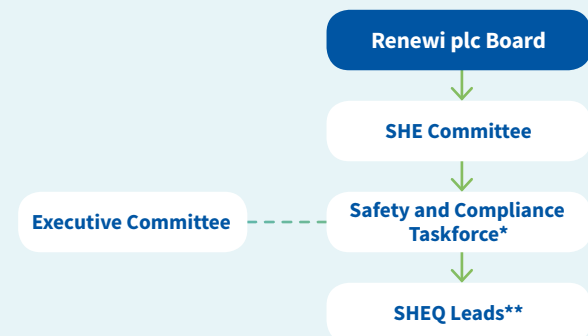 Renewi plc Board
SHE Committee
Executive Committee
Safety and Compliance
Taskforce*
SHEQ Leads**